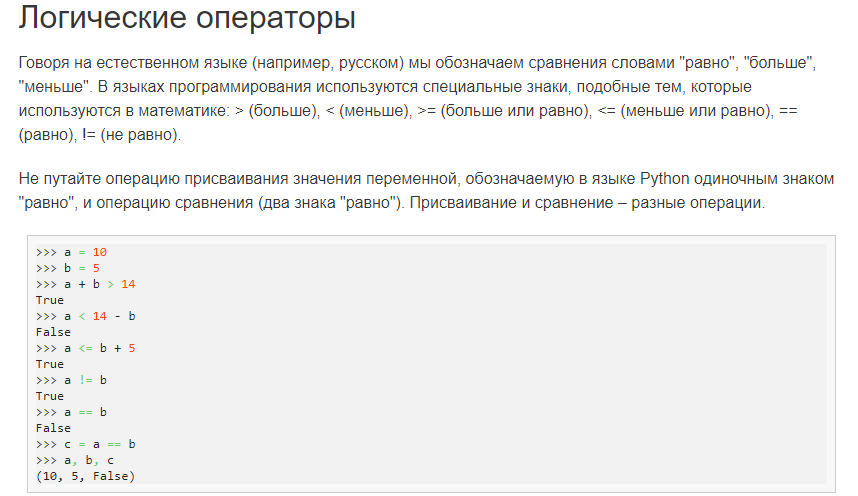 Логические операторы
Говоря на естественном языке (например, русском) мы обозначаем сравнения словами "равно", "больше",
"меньше". В языках программирования используются специальные знаки, подобные тем, которые
используются в математике: > (больше), < (меньше), >= (больше или равно), <= (меньше или равно), ==
(равно), != (не равно).
Не путайте операцию присваивания значения переменной, обозначаемую в языке Python одиночным знаком
"равно", и операцию сравнения (два знака "равно"). Присваивание и сравнение – разные операции.
>>> a = 10
>>> b = 5
>>> a + b > 14
True
>>> a < 14 - b
False
>>> a <= b + 5
True
>>> a != b
True
>>> a == b
False
>>> c = a == b
>>> a, b, c
(10, 5, False)